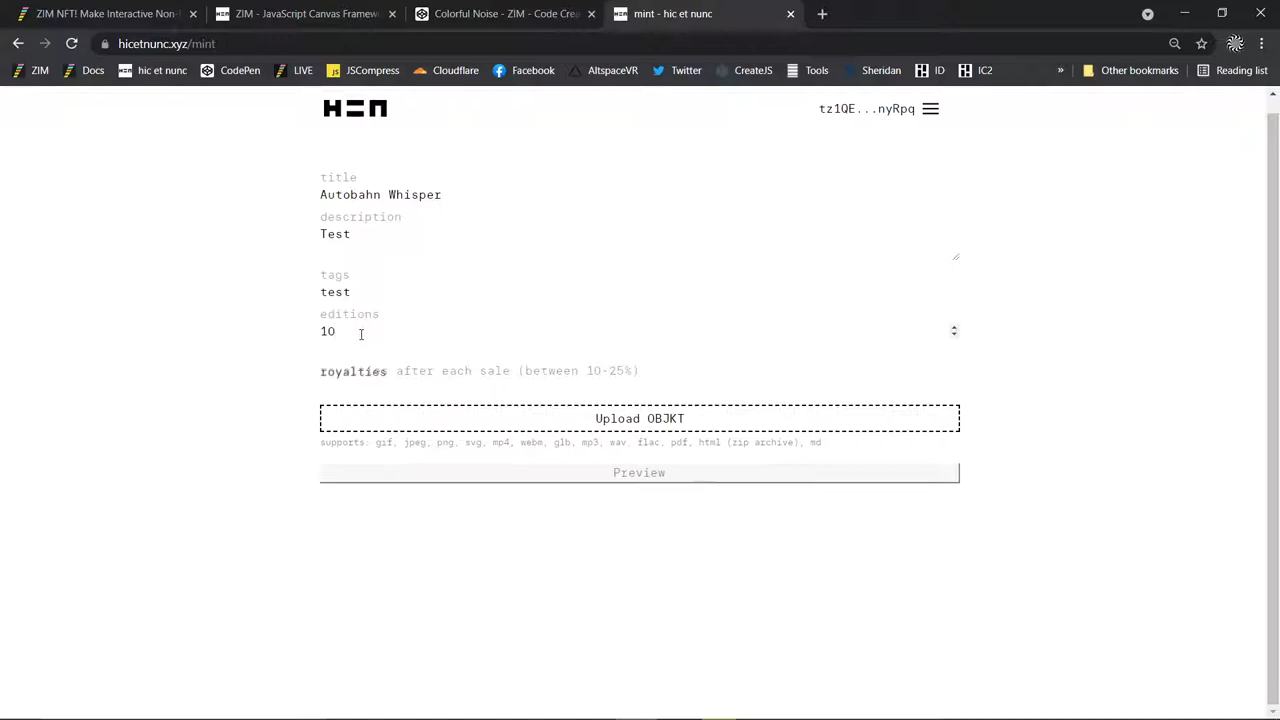 ZIM NFT! Make Interactive Non-
ZIM - JavaScript Canvas Framew
Colorful Noise - ZIM - Code Cre
mint - hic et nunc
hicetnunc.xyz/mint
ZIM
Docs
hic et nunc
CodePen
LIVE
JSCompress
Cloudflare
Facebook
AltspaceVR
Twitter
CreateJS
Tools
Sheridan
ID
IC2
»
Other bookmarks
Reading list
tz1QE...nyRpq
title
Autobahn Whisper
description
Test
tags
test
editions
10
royalties after each sale (between 10-25%)
Upload OBJKT
supports: gif, jpeg, png, svg, mp4, webm, glb, mp3, wav, flac, pdf, html (zip archive), md
Preview